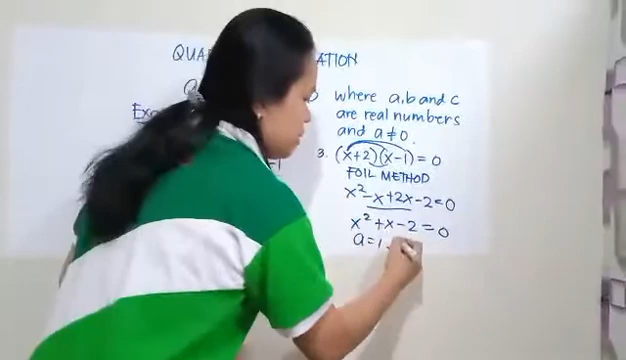 QUA ATION
where a, b and c
are real numbers
and a ≠ 0.
Exa
3. (x+2)(x-1) = 0
FOIL METHOD
x² - x + 2x - 2 = 0
x² + x - 2 = 0
a = 1